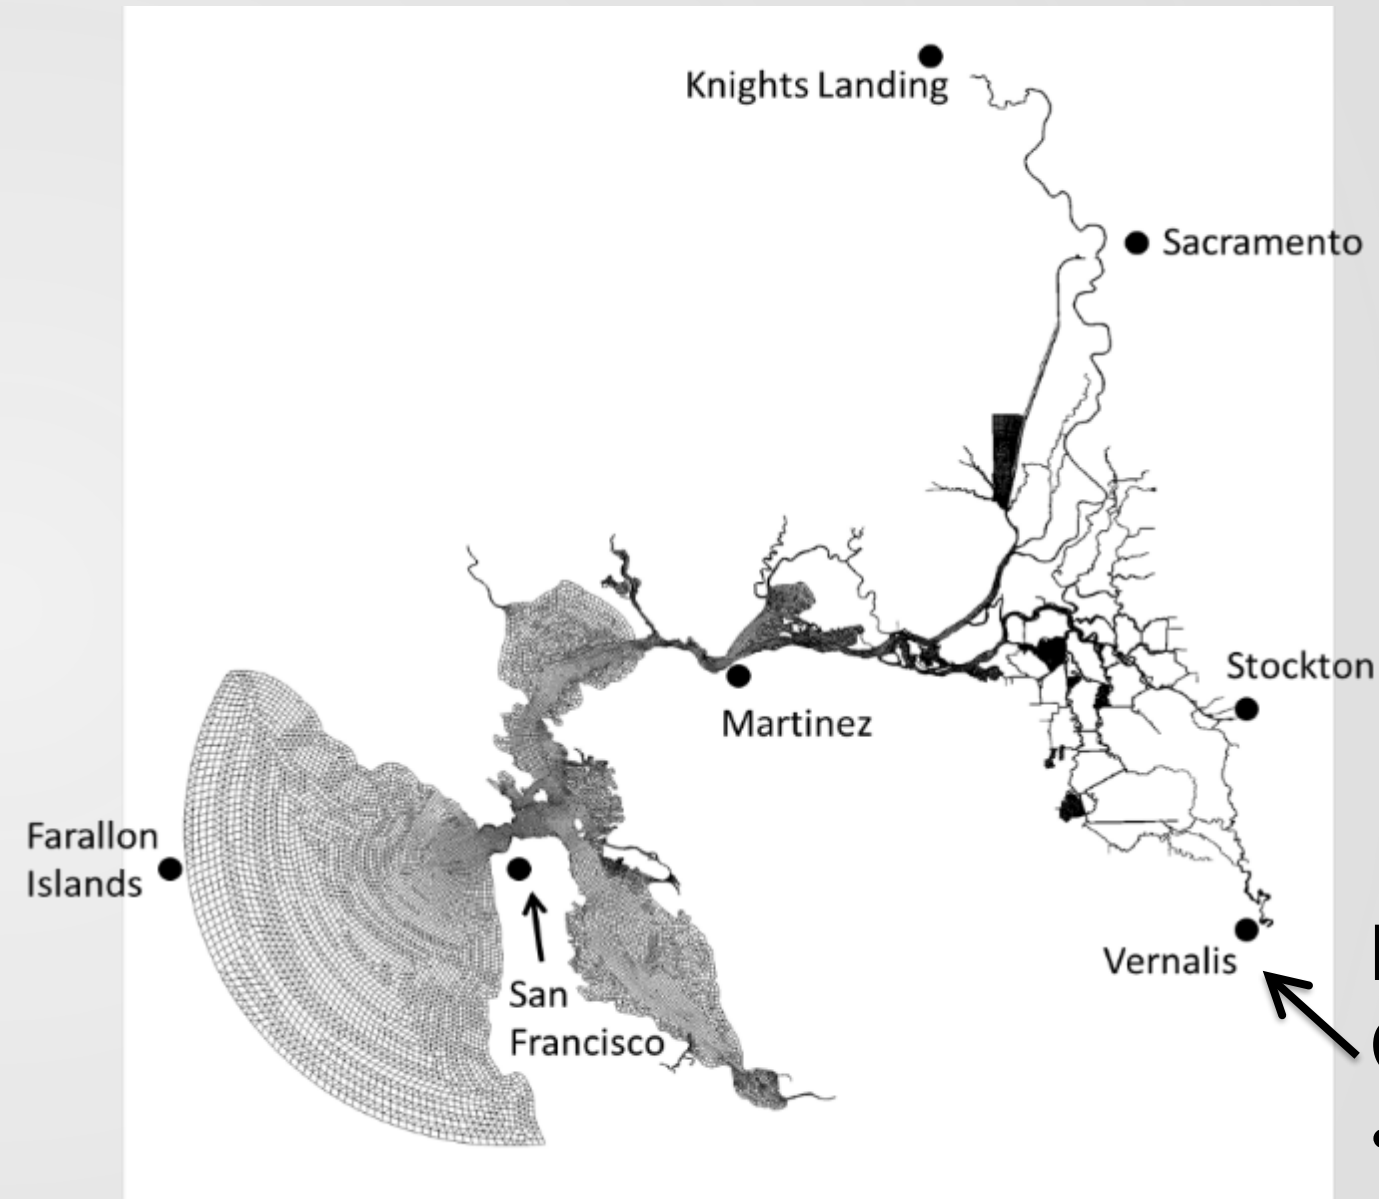 Knights Landing
Sacramento
Stockton
Martinez
Farallon
Islands
San
Francisco
Vernalis